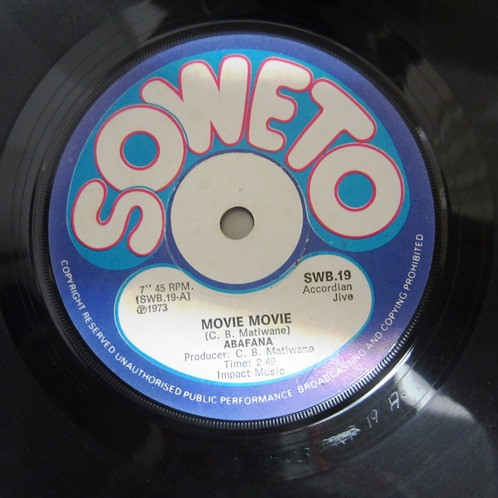 SOWETO
7" 45 RPM.
(SWB.19-A)
℗1973
SWB.19
Accordian
Jive
MOVIE MOVIE
(C. B. Matiwane)
ABAFANA
Producer: C. B. Matiwane
Time: 2:49
Impact Music
COPYRIGHT RESERVED UNAUTHORISED PUBLIC PERFORMANCE BROADCASTING AND COPYING PROHIBITED